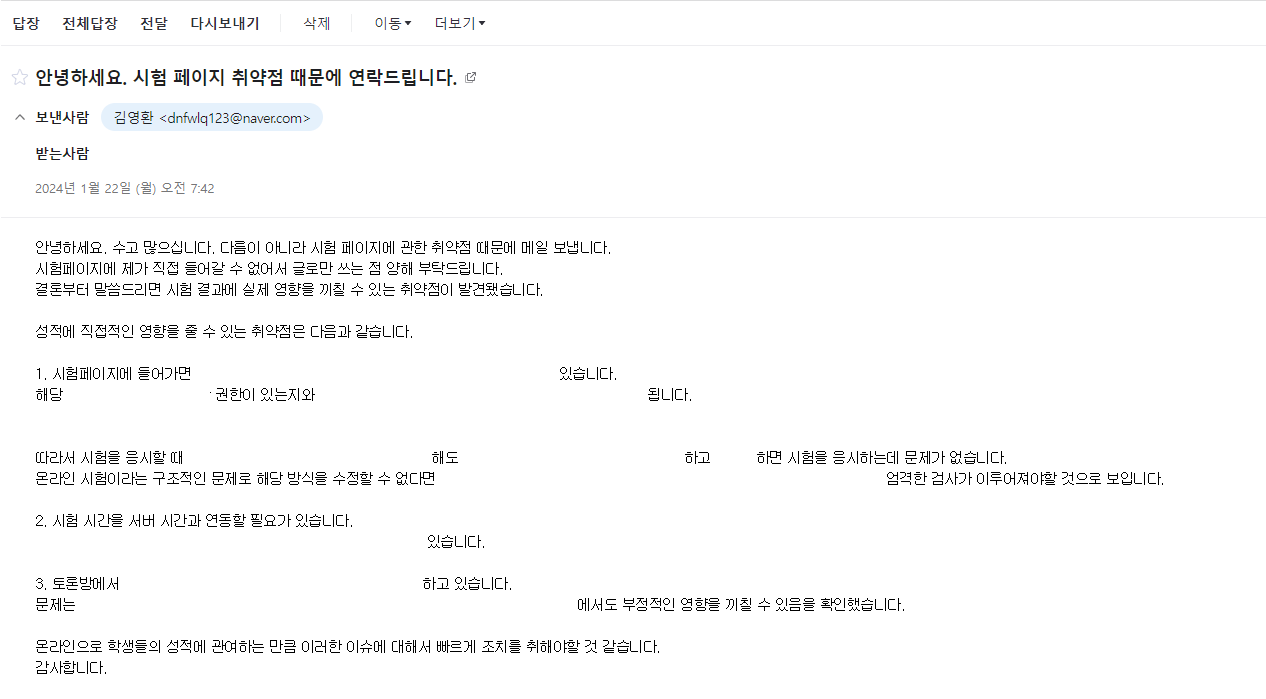 답장 전체답장 전달 다시보내기 삭제 이동 더보기
안녕하세요. 시험 페이지 취약점 때문에 연락드립니다.
보낸사람 김영환 <dnfwlq123@naver.com>
받는사람
2024년 1월 22일 (월) 오전 7:42
안녕하세요. 수고 많으십니다. 다름이 아니라 시험 페이지에 관한 취약점 때문에 메일 보냅니다.
시험페이지에 제가 직접 들어갈 수 없어서 글로만 쓰는 점 양해 부탁드립니다.
결론부터 말씀드리면 시험 결과에 실제 영향을 끼칠 수 있는 취약점이 발견됐습니다.
성적에 직접적인 영향을 줄 수 있는 취약점은 다음과 같습니다.
1. 시험페이지에 들어가면 있습니다.
해당 권한이 있는지와 됩니다.
따라서 시험을 응시할 때 해도 하고 하면 시험을 응시하는데 문제가 없습니다.
온라인 시험이라는 구조적인 문제로 해당 방식을 수정할 수 없다면 엄격한 검사가 이루어져야할 것으로 보입니다.
2. 시험 시간을 서버 시간과 연동할 필요가 있습니다.
있습니다.
3. 토론방에서 하고 있습니다.
문제는 에서도 부정적인 영향을 끼칠 수 있음을 확인했습니다.
온라인으로 학생들의 성적에 관여하는 만큼 이러한 이슈에 대해서 빠르게 조치를 취해야할 것 같습니다.
감사합니다.